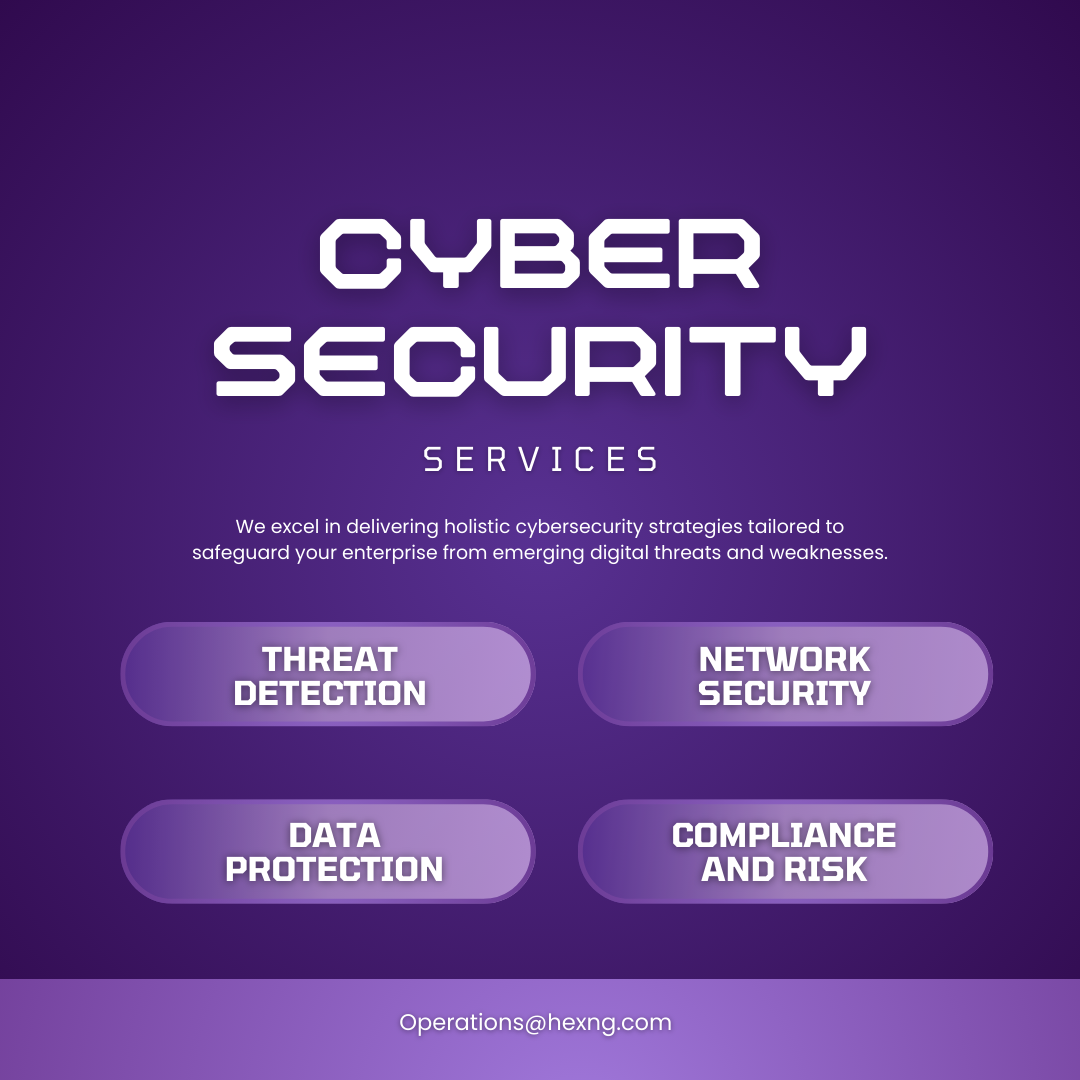 CYBER
SECURITY
SERVICES
We excel in delivering holistic cybersecurity strategies tailored to
safeguard your enterprise from emerging digital threats and weaknesses.
THREAT
DETECTION
NETWORK
SECURITY
DATA
PROTECTION
COMPLIANCE
AND RISK
Operations@hexng.com